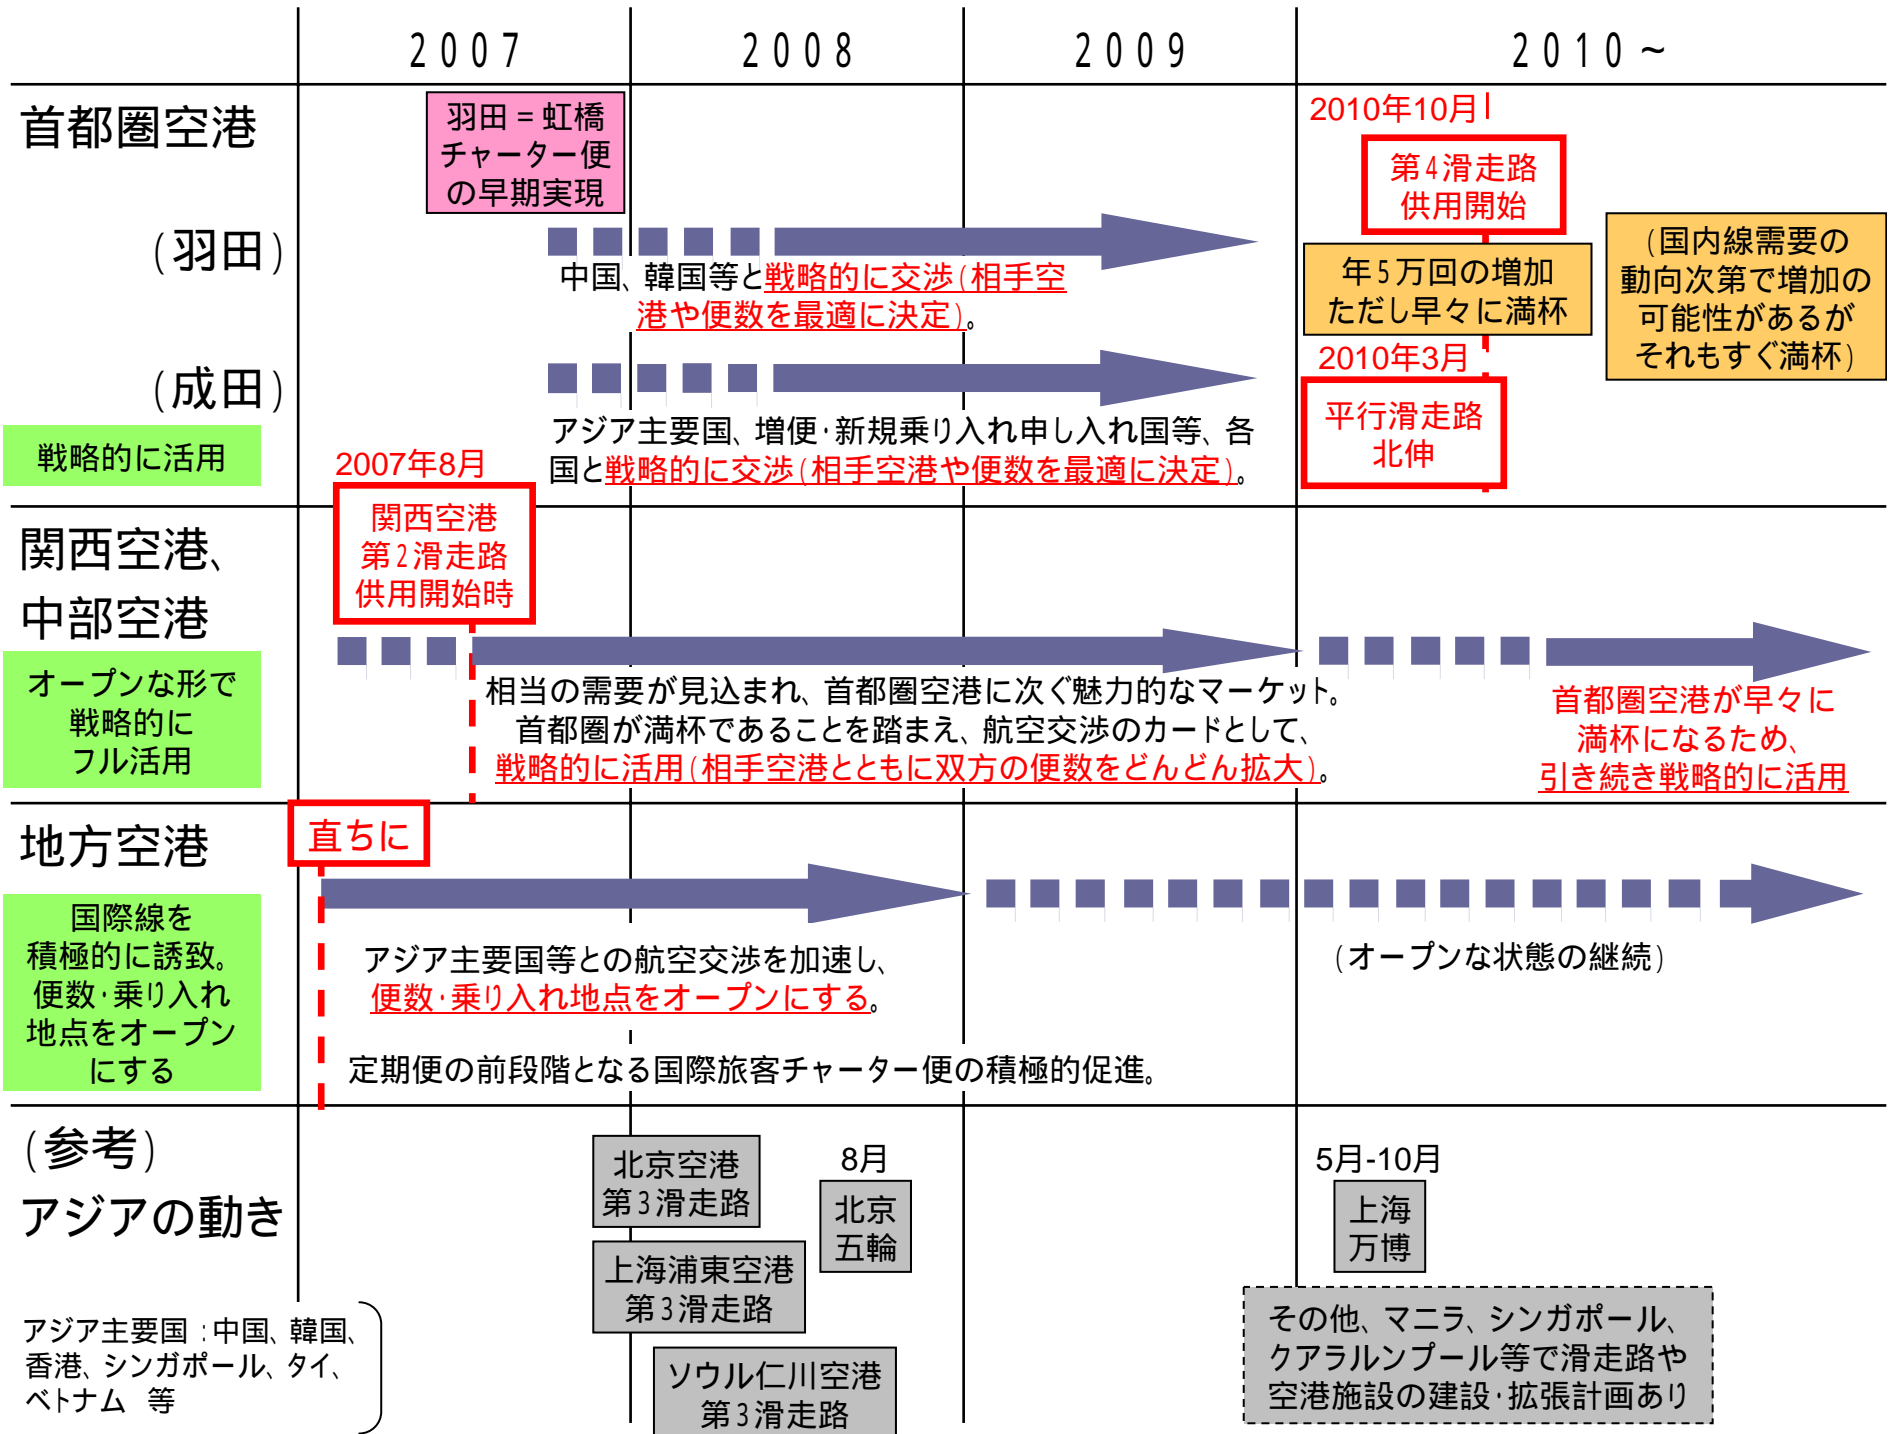 2007
2008
2009
2010～
首都圏空港
羽田＝虹橋
チャーター便
の早期実現
2010年10月
第4滑走路
供用開始
(羽田)
中国、韓国等と戦略的に交渉(相手空
港や便数を最適に決定)。
年5万回の増加
ただし早々に満杯
(国内線需要の
動向次第で増加の
可能性があるが
それもすぐ満杯)
(成田)
アジア主要国、増便・新規乗り入れ申し入れ国等、各
国と戦略的に交渉(相手空港や便数を最適に決定)。
2010年3月
平行滑走路
北伸
戦略的に活用
2007年8月
関西空港
第2滑走路
供用開始時
関西空港、
中部空港
オープンな形で
戦略的に
フル活用
相当の需要が見込まれ、首都圏空港に次ぐ魅力的なマーケット。
首都圏が満杯であることを踏まえ、航空交渉のカードとして、
戦略的に活用(相手空港とともに双方の便数をどんどん拡大)。
首都圏空港が早々に
満杯になるため、
引き続き戦略的に活用
地方空港
直ちに
国際線を
積極的に誘致。
便数・乗り入れ
地点をオープン
にする
アジア主要国等との航空交渉を加速し、
便数・乗り入れ地点をオープンにする。
(オープンな状態の継続)
定期便の前段階となる国際旅客チャーター便の積極的促進。
(参考)
アジアの動き
北京空港
第3滑走路
8月
北京
五輪
5月-10月
上海
万博
上海浦東空港
第3滑走路
ソウル仁川空港
第3滑走路
その他、マニラ、シンガポール、
クアラルンプール等で滑走路や
空港施設の建設・拡張計画あり
アジア主要国：中国、韓国、
香港、シンガポール、タイ、
ベトナム 等